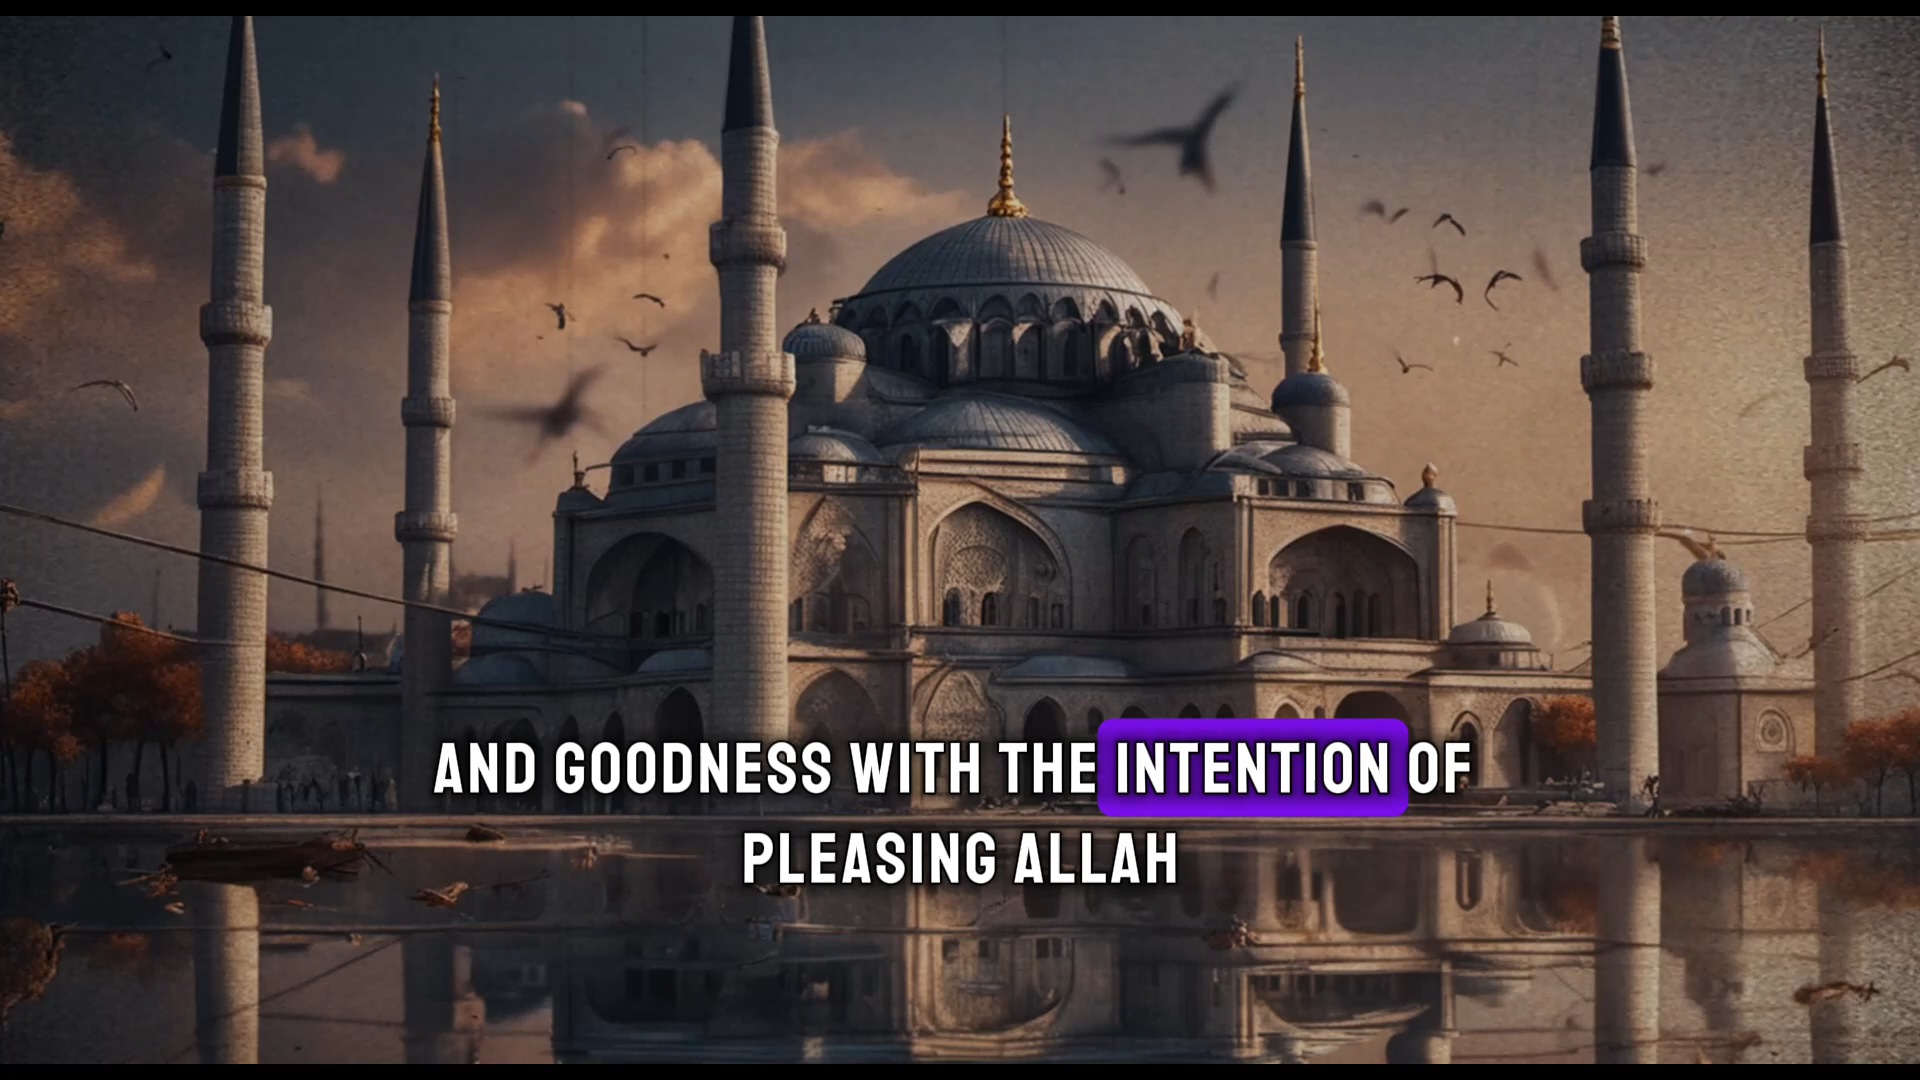 AND GOODNESS WITH THE INTENTION OF
PLEASING ALLAH